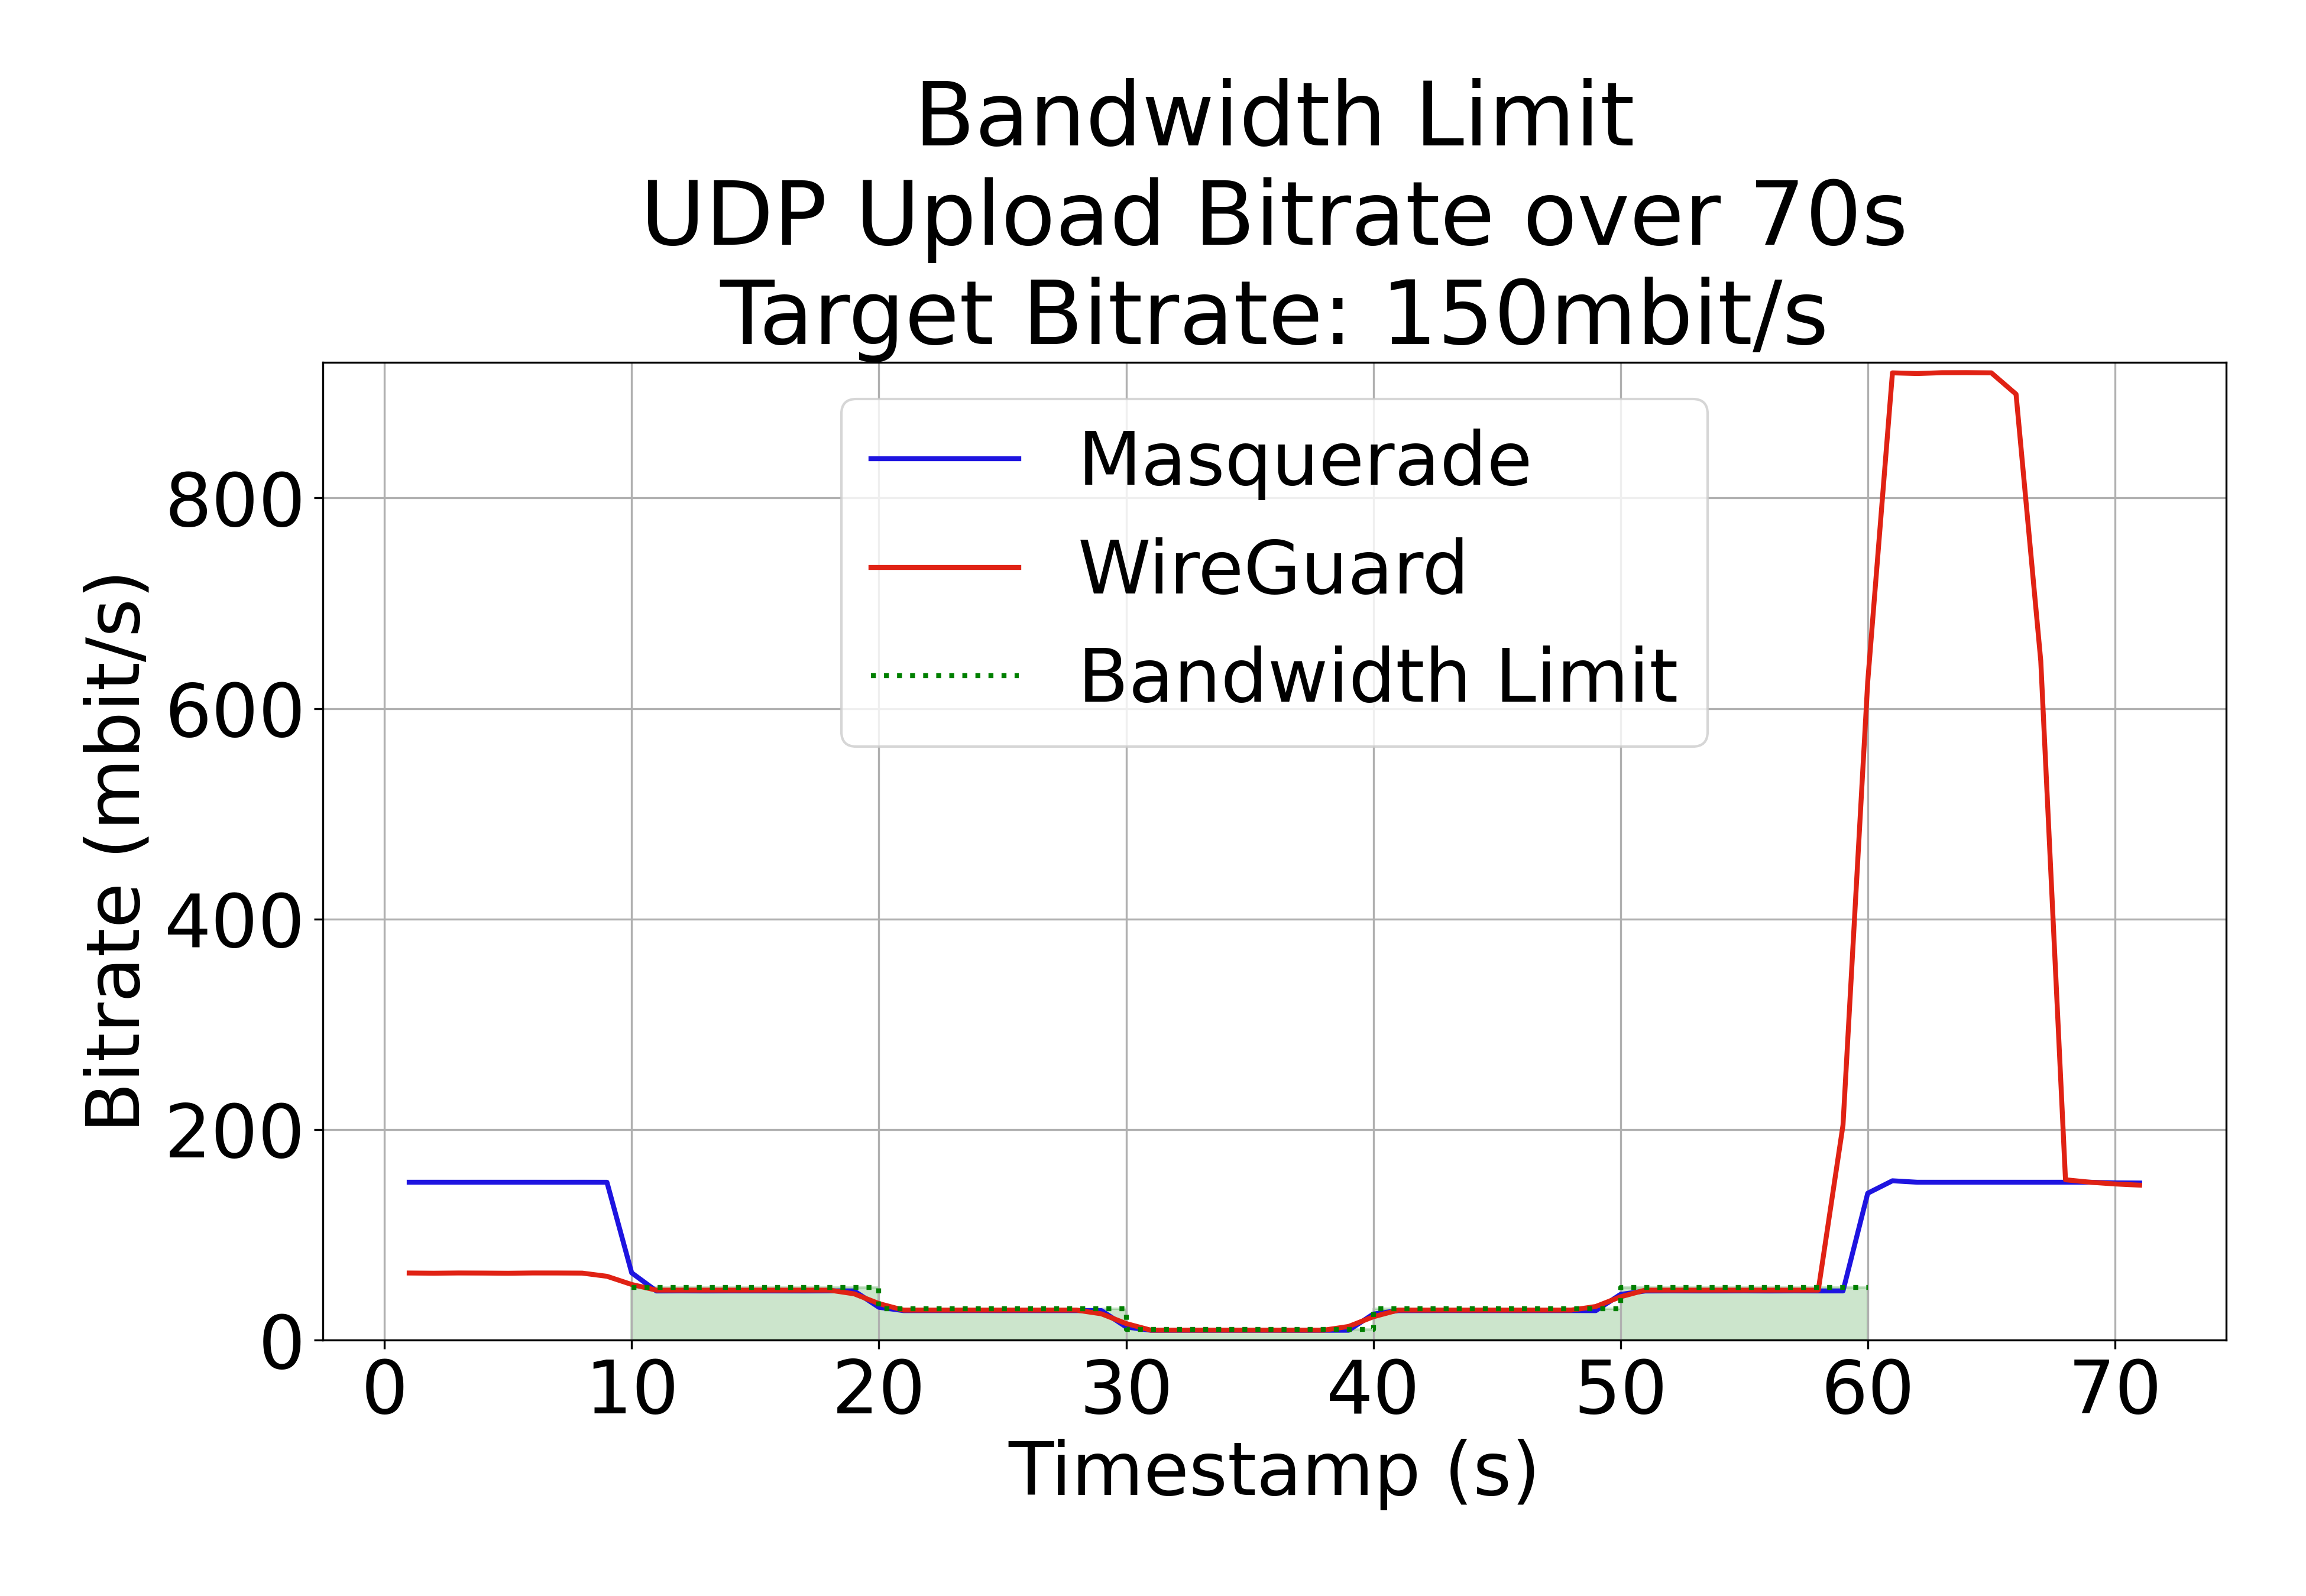 Bandwidth Limit
UDP Upload Bitrate over 70s
Target Bitrate: 150mbit/s
Bitrate (mbit/s)
800
600
400
200
0
Masquerade
WireGuard
Bandwidth Limit
0 10 20 30 40 50 60 70
Timestamp (s)